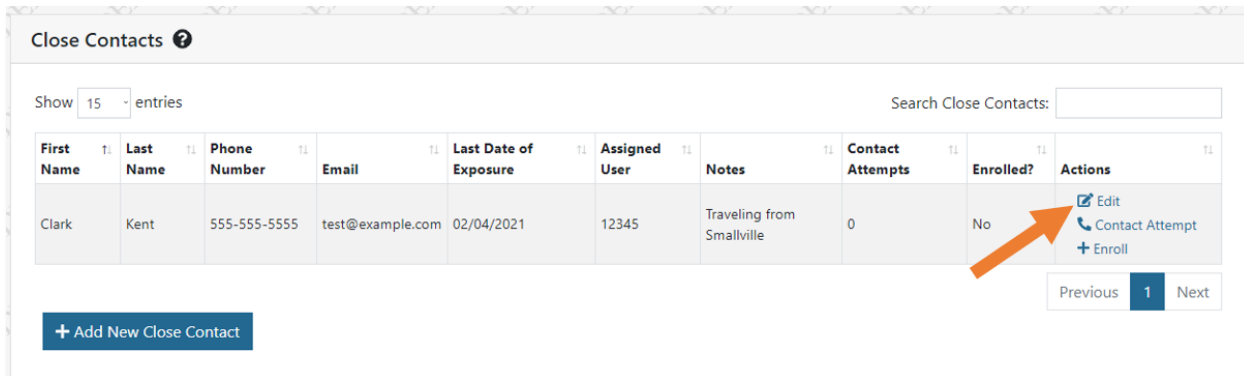 Close Contacts ?
Show 15 entries
Search Close Contacts:
First Name Last Name Phone Number Email Last Date of Exposure Assigned User Notes Contact Attempts Enrolled? Actions
Clark Kent 555-555-5555 test@example.com 02/04/2021 12345 Traveling from Smallville 0 No Edit
Contact Attempt
+ Enroll
Previous 1 Next
+ Add New Close Contact